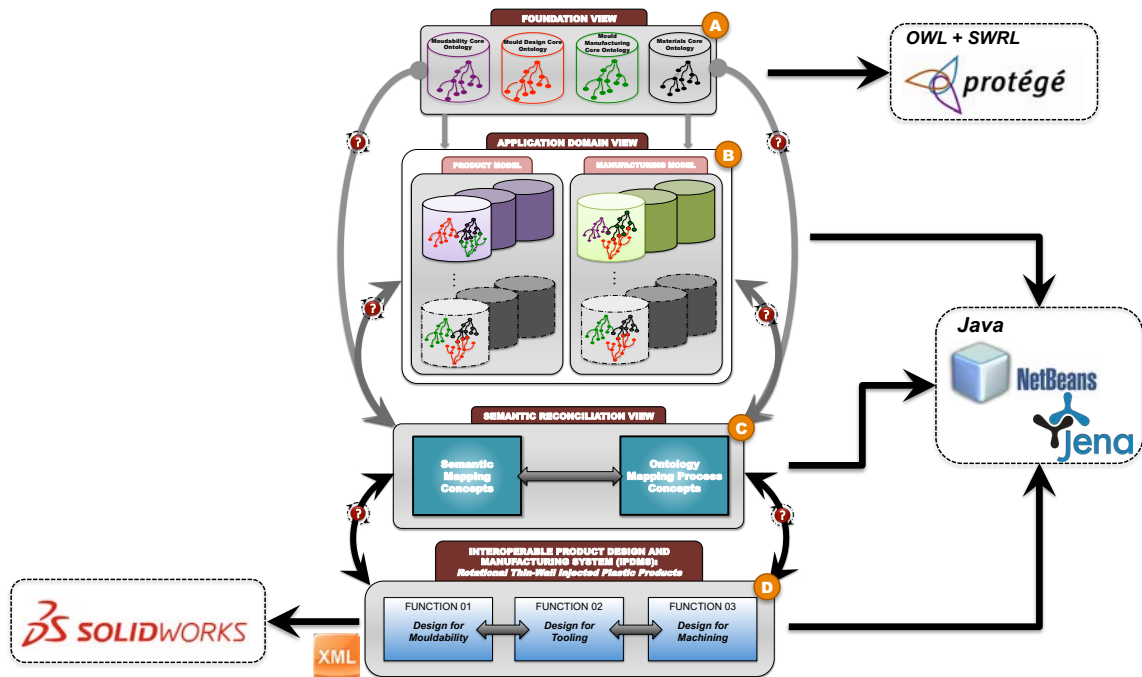 FOUNDATION VIEW
A
Moudability Core
Ontology
Mould Design Core
Ontology
Mould
Manufacturing
Core Ontology
Materials Core
Ontology
OWL + SWRL
protégé
?
?
APPLICATION DOMAIN VIEW
B
PRODUCT MODEL
MANUFACTURING MODEL
?
?
Java
NetBeans
Jena
SEMANTIC RECONCILIATION VIEW
C
Semantic
Mapping
Concepts
Ontology
Mapping Process
Concepts
?
?
INTEROPERABLE PRODUCT DESIGN AND
MANUFACTURING SYSTEM (IPDMS):
Rotational Thin-Wall Injected Plastic Products
D
FUNCTION 01
Design for
Mouldability
FUNCTION 02
Design for
Tooling
FUNCTION 03
Design for
Machining
SOLIDWORKS
XML